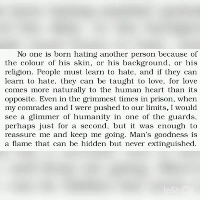 No one is born hating another person because of
the colour of his skin, or his background, or his
religion. People must learn to hate, and if they can
learn to hate, they can be taught to love, for love
comes more naturally to the human heart than its
opposite. Even in the grimmest times in prison, when
my comrades and I were pushed to our limits, I would
see a glimmer of humanity in one of the guards,
perhaps just for a second, but it was enough to
reassure me and keep me going. Man's goodness is
a flame that can be hidden but never extinguished.